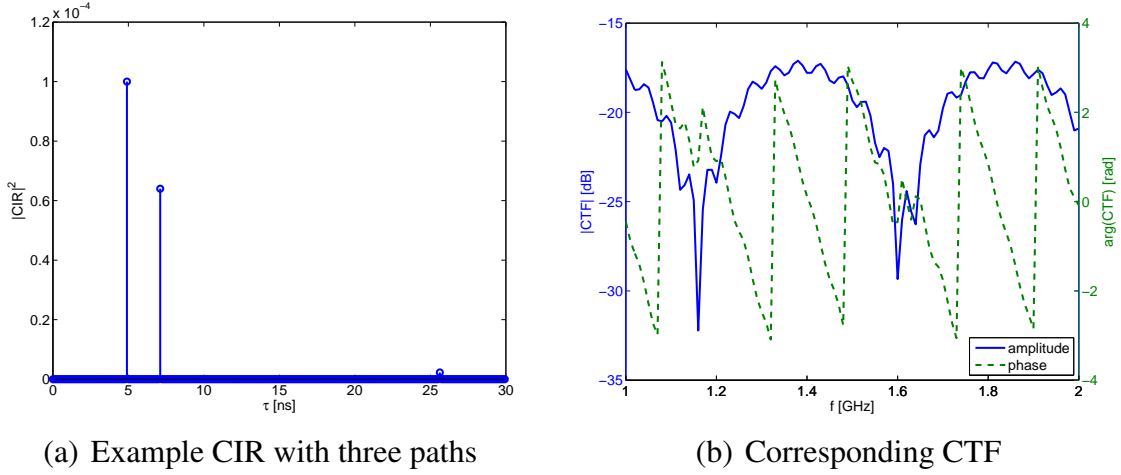 1.2 x 10⁻⁴
1
0.8
0.6
0.4
0.2
0
|CIR|²
0 5 10 15 20 25 30
τ [ns]
(a) Example CIR with three paths
−15
−20
−25
−30
−35
|CTF| [dB]
4
2
0
−2
−4
arg(CTF) [rad]
amplitude
phase
1 1.2 1.4 1.6 1.8 2
f [GHz]
(b) Corresponding CTF